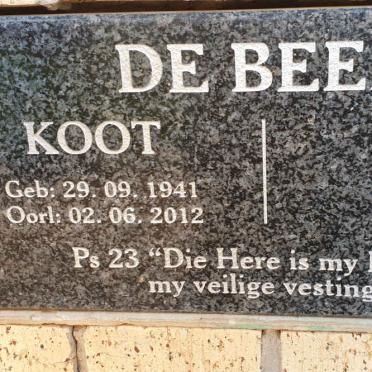 DE BEE
KOOT
Geb: 29. 09. 1941
Oorl: 02. 06. 2012
Ps 23 "Die Here is my
my veilige vesting